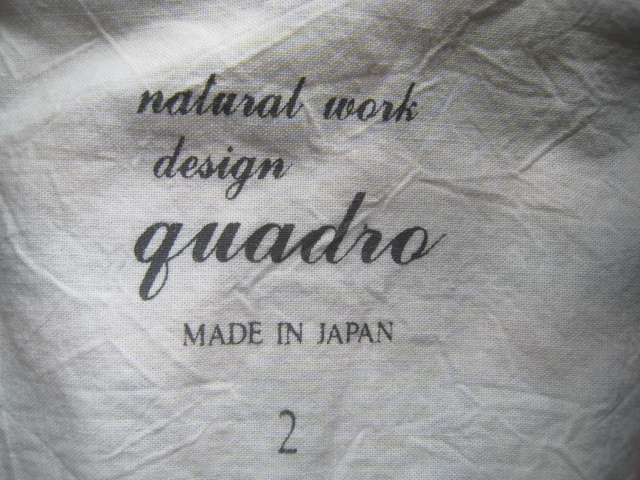 natural work
design
quadro
MADE IN JAPAN
2